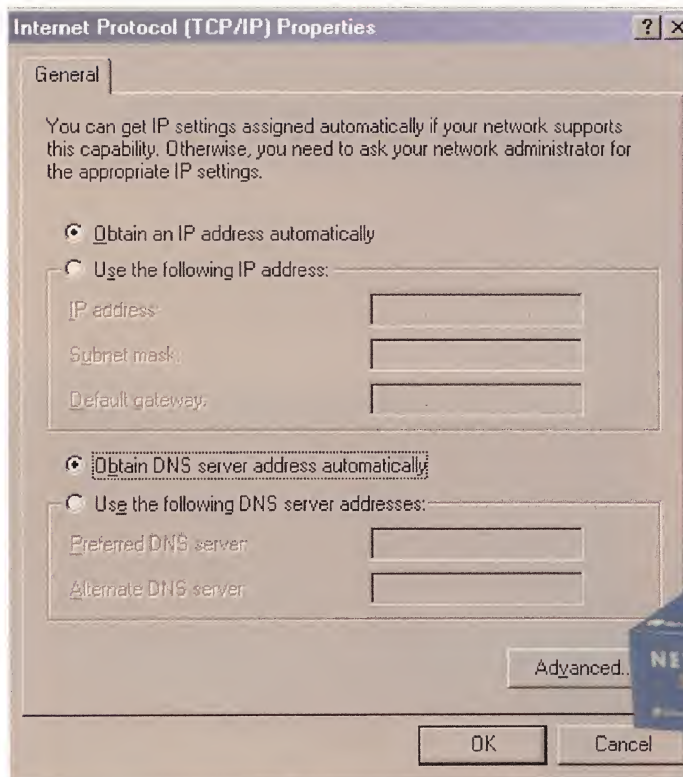 Internet Protocol (TCP/IP) Properties
General
You can get IP settings assigned automatically if your network supports
this capability. Otherwise, you need to ask your network administrator for
the appropriate IP settings.
Obtain an IP address automatically
Use the following IP address:
IP address:
Subnet mask:
Default gateway:
Obtain DNS server address automatically
Use the following DNS server addresses:
Preferred DNS server:
Alternate DNS server
Advanced..
NE
OK
Cancel